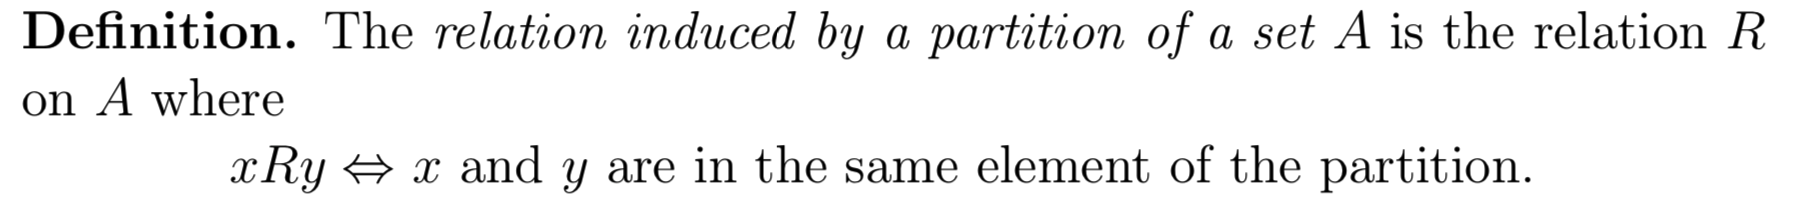 Definition. The relation induced by a partition of a set A is the relation R
on A where
xRy ⇔ x and y are in the same element of the partition.